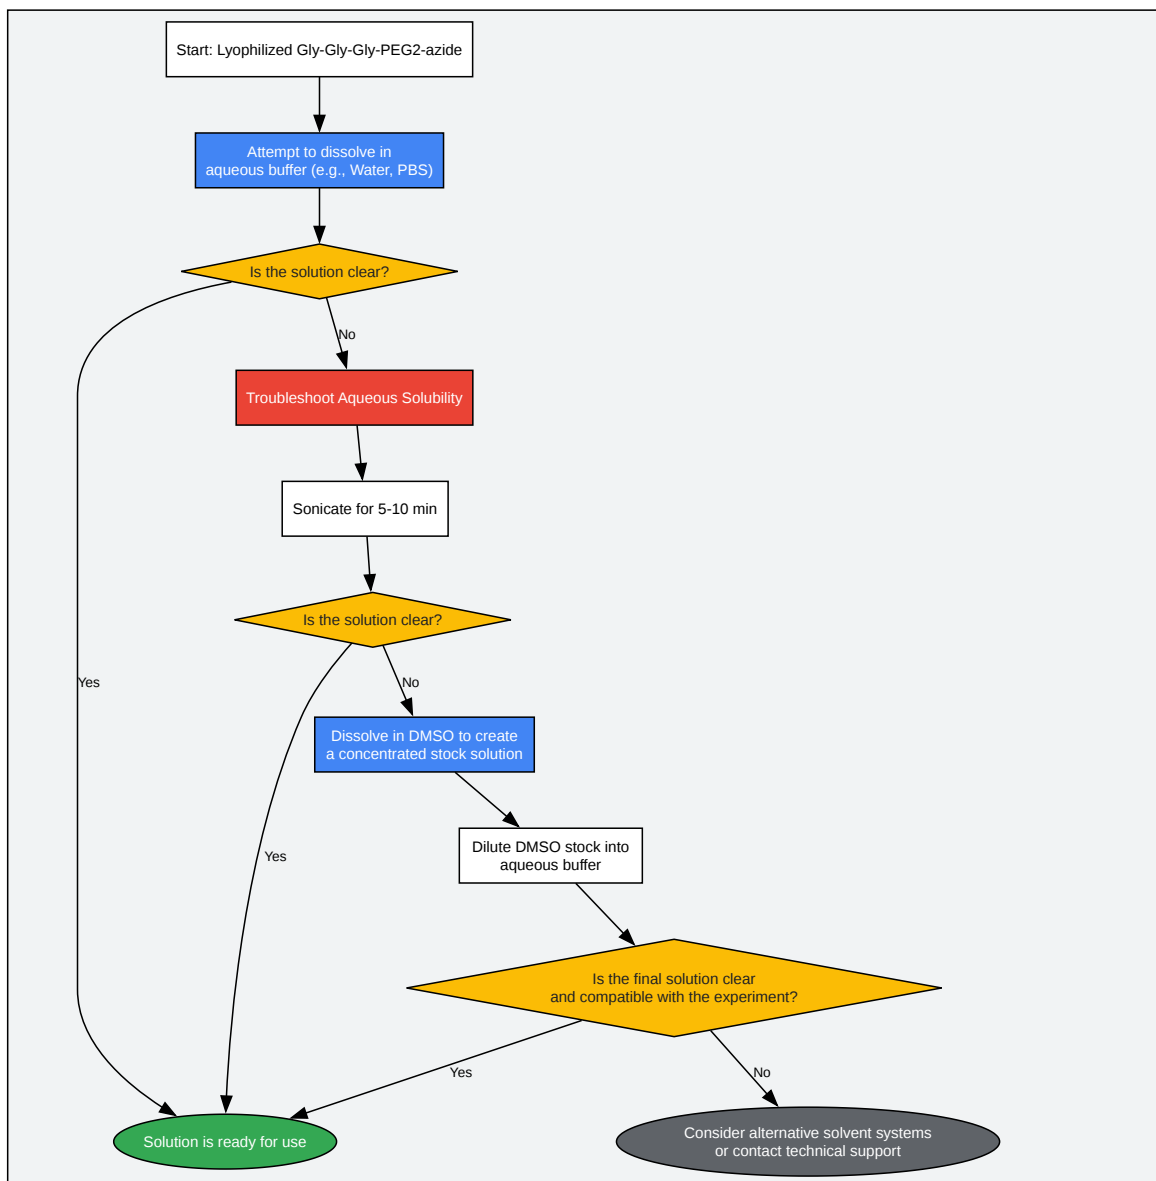 Start: Lyophilized Gly-Gly-Gly-PEG2-azide
Attempt to dissolve in
aqueous buffer (e.g., Water, PBS)
Is the solution clear?
No
Troubleshoot Aqueous Solubility
Sonicate for 5-10 min
Is the solution clear?
Yes
No
Dissolve in DMSO to create
a concentrated stock solution
Dilute DMSO stock into
aqueous buffer
Yes
Is the final solution clear
and compatible with the experiment?
Yes
No
Solution is ready for use
Consider alternative solvent systems
or contact technical support